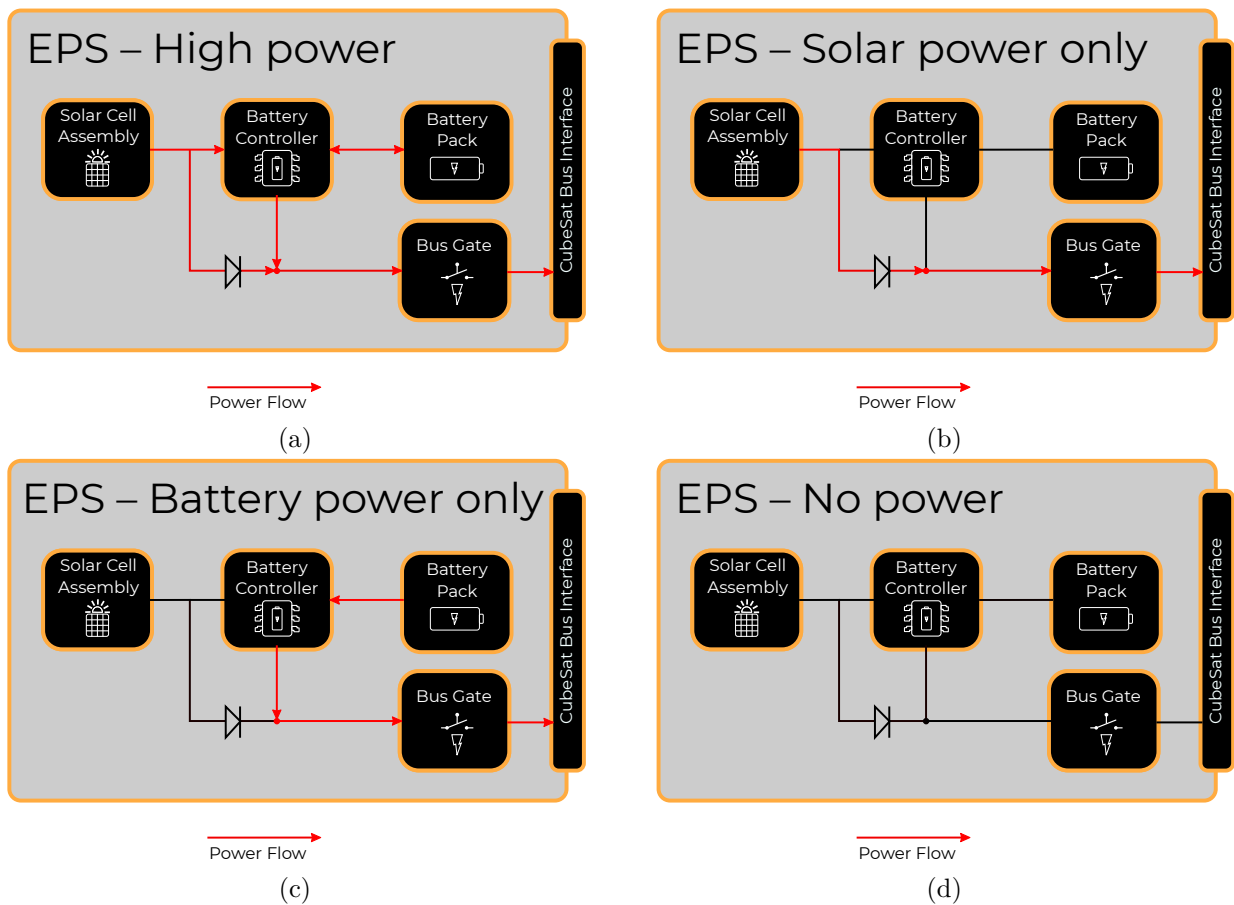 EPS – High power
Solar Cell
Assembly
Battery
Controller
Battery
Pack
Bus Gate
CubeSat Bus Interface
Power Flow
(a)
EPS – Solar power only
Solar Cell
Assembly
Battery
Controller
Battery
Pack
Bus Gate
CubeSat Bus Interface
Power Flow
(b)
EPS – Battery power only
Solar Cell
Assembly
Battery
Controller
Battery
Pack
Bus Gate
CubeSat Bus Interface
Power Flow
(c)
EPS – No power
Solar Cell
Assembly
Battery
Controller
Battery
Pack
Bus Gate
CubeSat Bus Interface
Power Flow
(d)